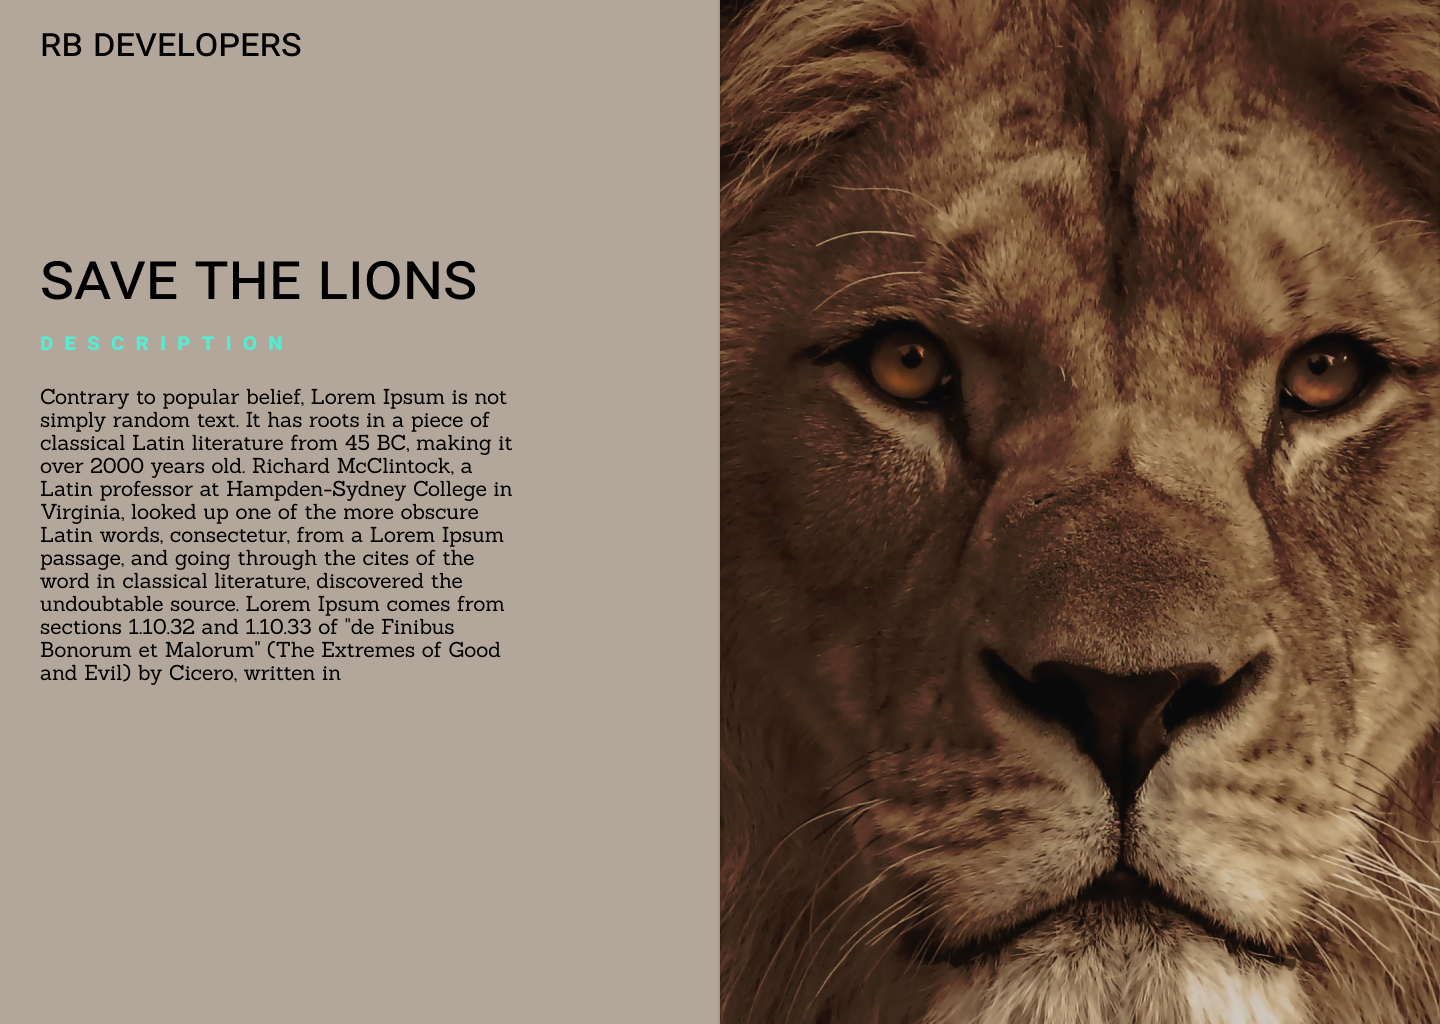 RB DEVELOPERS
SAVE THE LIONS
DESCRIPTION
Contrary to popular belief, Lorem Ipsum is not
simply random text. It has roots in a piece of
classical Latin literature from 45 BC, making it
over 2000 years old. Richard McClintock, a
Latin professor at Hampden-Sydney College in
Virginia, looked up one of the more obscure
Latin words, consectetur, from a Lorem Ipsum
passage, and going through the cites of the
word in classical literature, discovered the
undoubtable source. Lorem Ipsum comes from
sections 1.10.32 and 1.10.33 of "de Finibus
Bonorum et Malorum" (The Extremes of Good
and Evil) by Cicero, written in